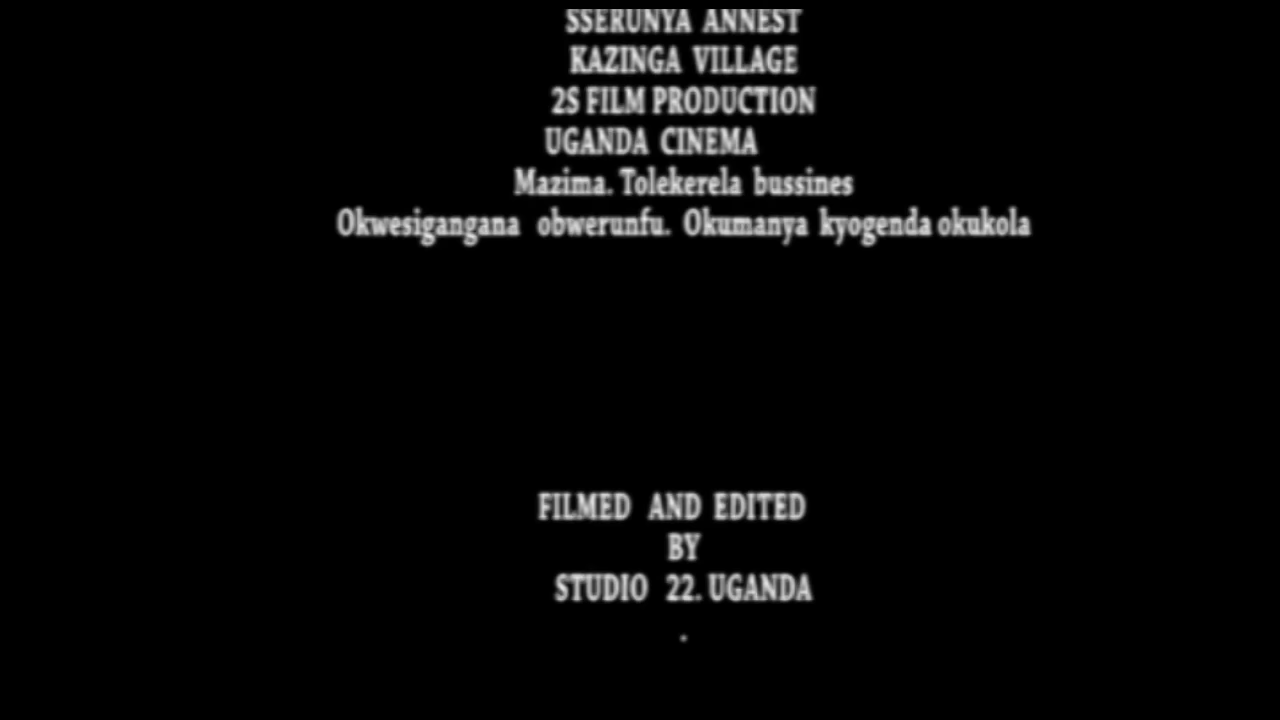 SSERUNYA ANNEST
KAZINGA VILLAGE
2S FILM PRODUCTION
UGANDA CINEMA
Mazima. Tolekerela bussines
Okwesigangana obwerunfu. Okumanya kyogenda okukola
FILMED AND EDITED
BY
STUDIO 22. UGANDA
.